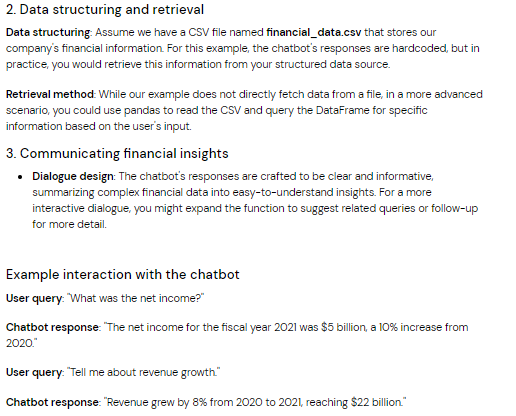 2. Data structuring and retrieval
Data structuring: Assume we have a CSV file named financial_data.csv that stores our
company's financial information. For this example, the chatbot's responses are hardcoded, but in
practice, you would retrieve this information from your structured data source.
Retrieval method: While our example does not directly fetch data from a file, in a more advanced
scenario, you could use pandas to read the CSV and query the DataFrame for specific
information based on the user's input.
3. Communicating financial insights
• Dialogue design: The chatbot's responses are crafted to be clear and informative,
summarizing complex financial data into easy-to-understand insights. For a more
interactive dialogue, you might expand the function to suggest related queries or follow-up
for more detail.
Example interaction with the chatbot
User query: "What was the net income?"
Chatbot response: "The net income for the fiscal year 2021 was $5 billion, a 10% increase from
2020."
User query: "Tell me about revenue growth."
Chatbot response: "Revenue grew by 8% from 2020 to 2021, reaching $22 billion."